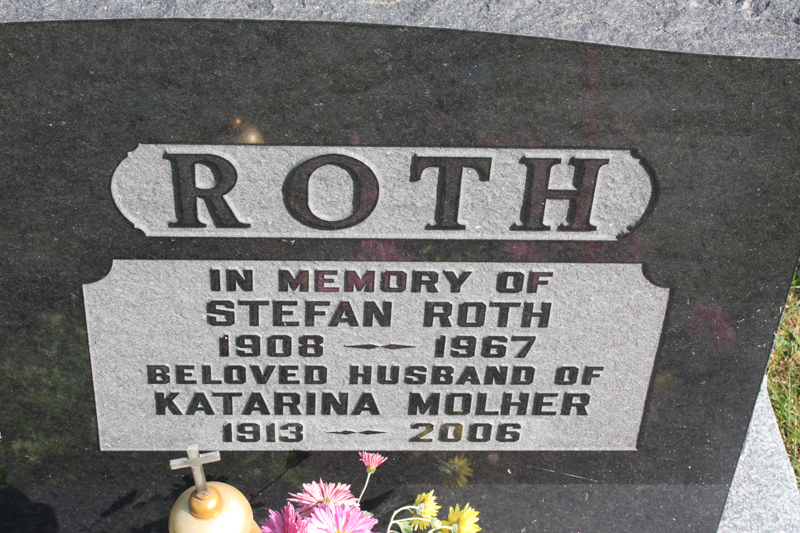 ROTH
IN MEMORY OF
STEFAN ROTH
1908 — 1967
BELOVED HUSBAND OF
KATARINA MOLHER
1913 — 2006